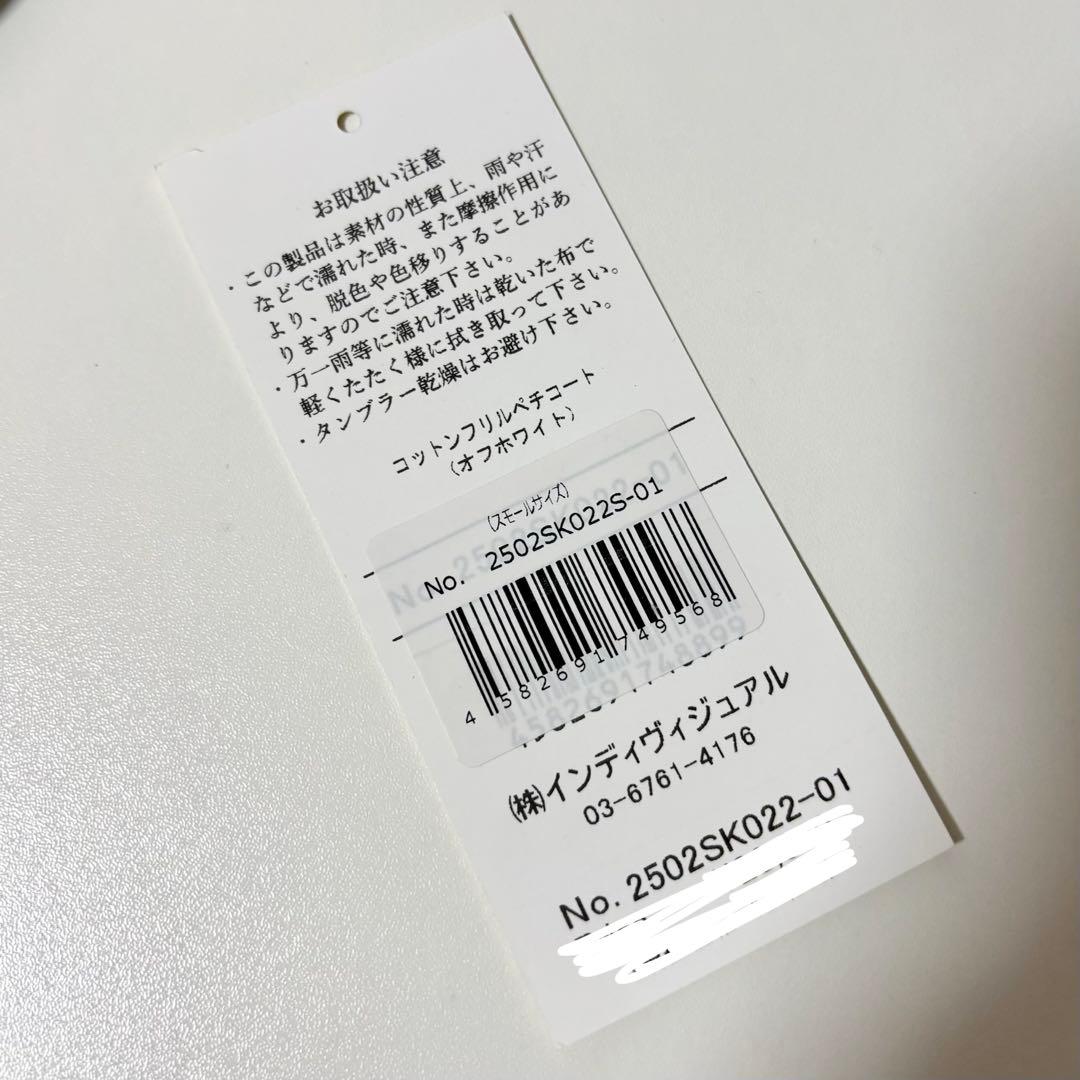 お取扱い注意
・この製品は素材の性質上、雨や汗
などで濡れた時、また摩擦作用に
より、脱色や色移りすることがあ
りますのでご注意下さい。
・万一雨等に濡れた時は乾いた布で
軽くたたく様に拭き取って下さい。
・タンブラー乾燥はお避け下さい。
コットンフリルペチコート
(オフホワイト)
(スモールサイズ)
No. 2502SK022S-01
4582691749568
4582691748899
(株)インディヴィジュアル
03-6761-4176
No. 2502SK022-01